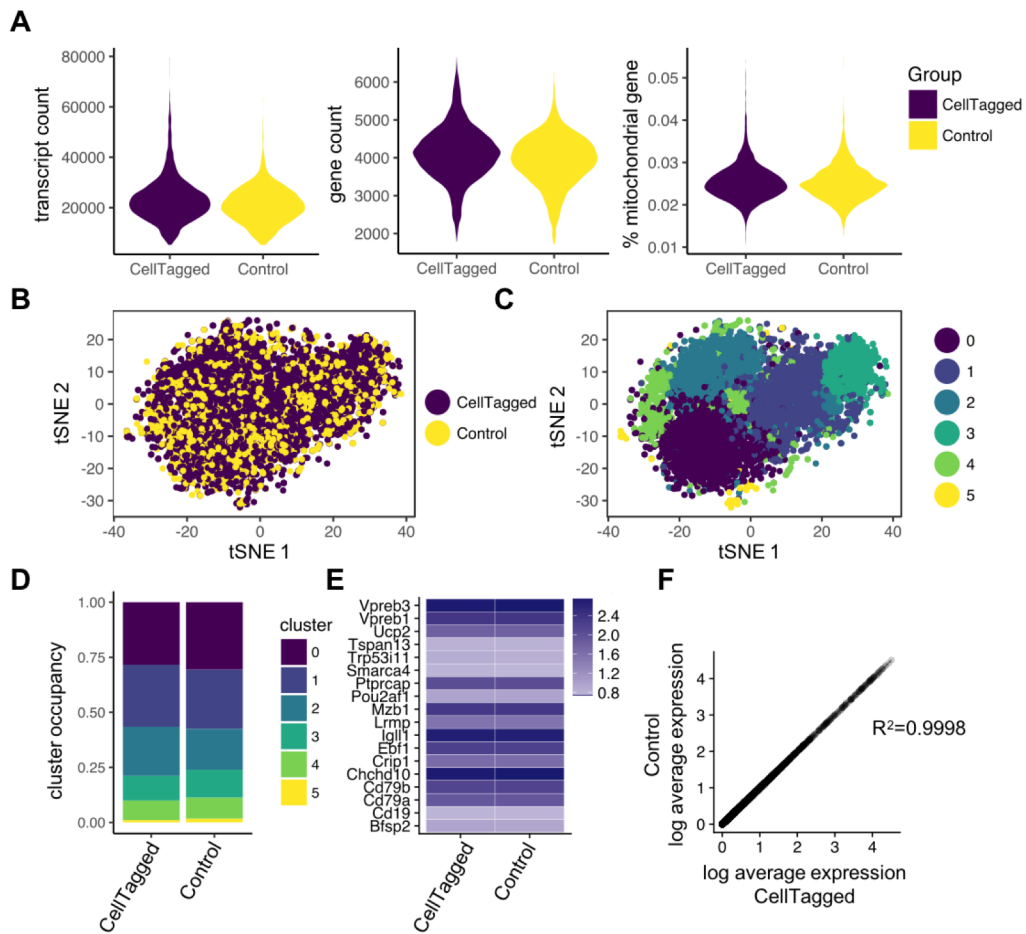 A
transcript count
80000
60000
40000
20000
CellTagged
Control
gene count
6000
5000
4000
3000
2000
CellTagged
Control
% mitochondrial gene
0.05
0.04
0.03
0.02
0.01
CellTagged
Control
Group
CellTagged
Control
B
tSNE 2
20
10
0
-10
-20
-30
-40
-20
0
20
40
tSNE 1
CellTagged
Control
C
tSNE 2
20
10
0
-10
-20
-30
-40
-20
0
20
40
tSNE 1
0
1
2
3
4
5
D
cluster occupancy
1.00
0.75
0.50
0.25
0.00
CellTagged
Control
cluster
0
1
2
3
4
5
E
Vpreb3
Vpreb1
Ucp2
Tspan13
Trp53i11
Smarca4
Ptprcap
Pou2af1
Mzb1
Lrmp
Igll1
Ebf1
Crip1
Chchd10
Cd79b
Cd79a
Cd19
Bfsp2
CellTagged
Control
2.4
2.0
1.6
1.2
0.8
F
Control
log average expression
4
3
2
1
0
0
1
2
3
4
R²=0.9998
log average expression
CellTagged